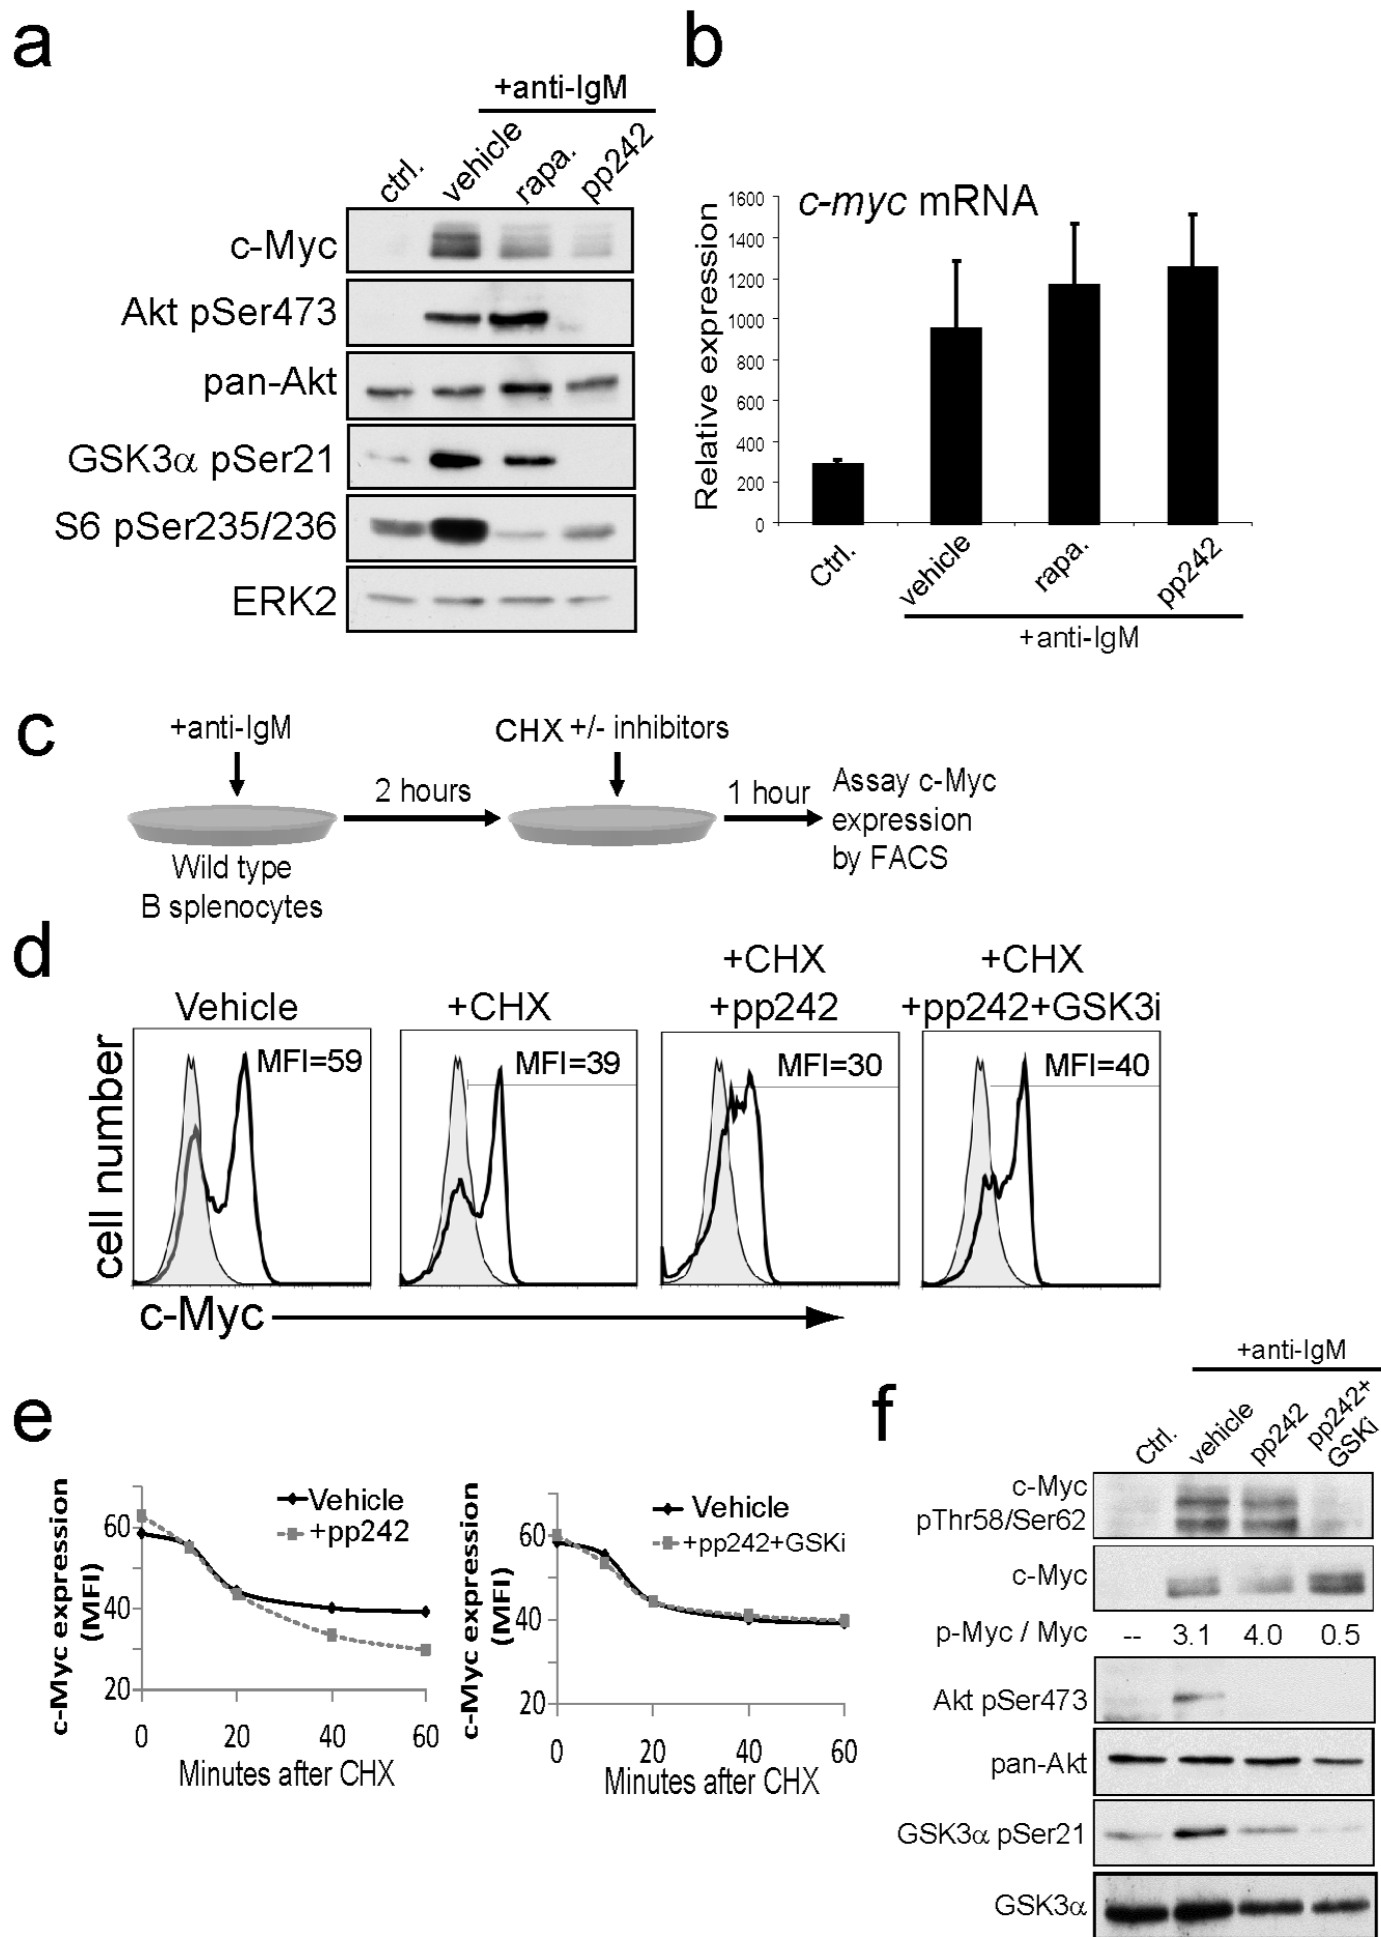 a
+anti-IgM
ctrl.
vehicle
rapa.
pp242
c-Myc
Akt pSer473
pan-Akt
GSK3α pSer21
S6 pSer235/236
ERK2
b
c-myc mRNA
Relative expression
1600
1400
1200
1000
800
600
400
200
0
Ctrl.
vehicle
rapa.
pp242
+anti-IgM
c
+anti-IgM
CHX +/- inhibitors
2 hours
1 hour
Assay c-Myc
expression
by FACS
Wild type
B splenocytes
d
Vehicle
+CHX
+CHX
+pp242
+CHX
+pp242+GSK3i
MFI=59
MFI=39
MFI=30
MFI=40
cell number
c-Myc
e
c-Myc expression
(MFI)
60
40
20
Vehicle
+pp242
0 20 40 60
Minutes after CHX
c-Myc expression
(MFI)
60
40
20
Vehicle
+pp242+GSKi
0 20 40 60
Minutes after CHX
f
+anti-IgM
Ctrl.
vehicle
pp242
pp242+
GSKi
c-Myc
pThr58/Ser62
c-Myc
p-Myc / Myc -- 3.1 4.0 0.5
Akt pSer473
pan-Akt
GSK3α pSer21
GSK3α